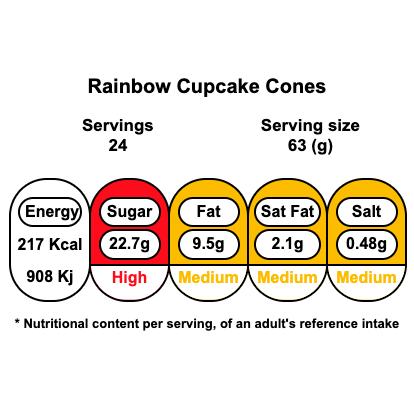 Rainbow Cupcake Cones
Servings Serving size
24 63 (g)
Energy Sugar Fat Sat Fat Salt
217 Kcal 22.7g 9.5g 2.1g 0.48g
908 Kj High Medium Medium Medium
* Nutritional content per serving, of an adult's reference intake